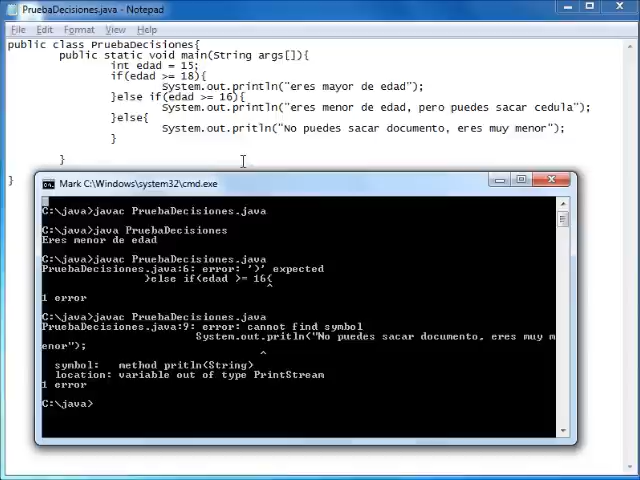 PruebaDecisiones.java - Notepad
File Edit Format View Help
public class PruebaDecisiones{
public static void main(String args[]){
int edad = 15;
if(edad >= 18){
System.out.println("eres mayor de edad");
}else if(edad >= 16){
System.out.println("eres menor de edad, pero puedes sacar cedula");
}else{
System.out.pritln("No puedes sacar documento, eres muy menor");
}
}
}
Mark C:\Windows\system32\cmd.exe
C:\java>javac PruebaDecisiones.java
C:\java>java PruebaDecisiones
Eres menor de edad
C:\java>javac PruebaDecisiones.java
PruebaDecisiones.java:6: error: ')' expected
}else if(edad >= 16{
^
1 error
C:\java>javac PruebaDecisiones.java
PruebaDecisiones.java:9: error: cannot find symbol
System.out.pritln("No puedes sacar documento, eres muy m
enor");
^
symbol: method pritln(String)
location: variable out of type PrintStream
1 error
C:\java>